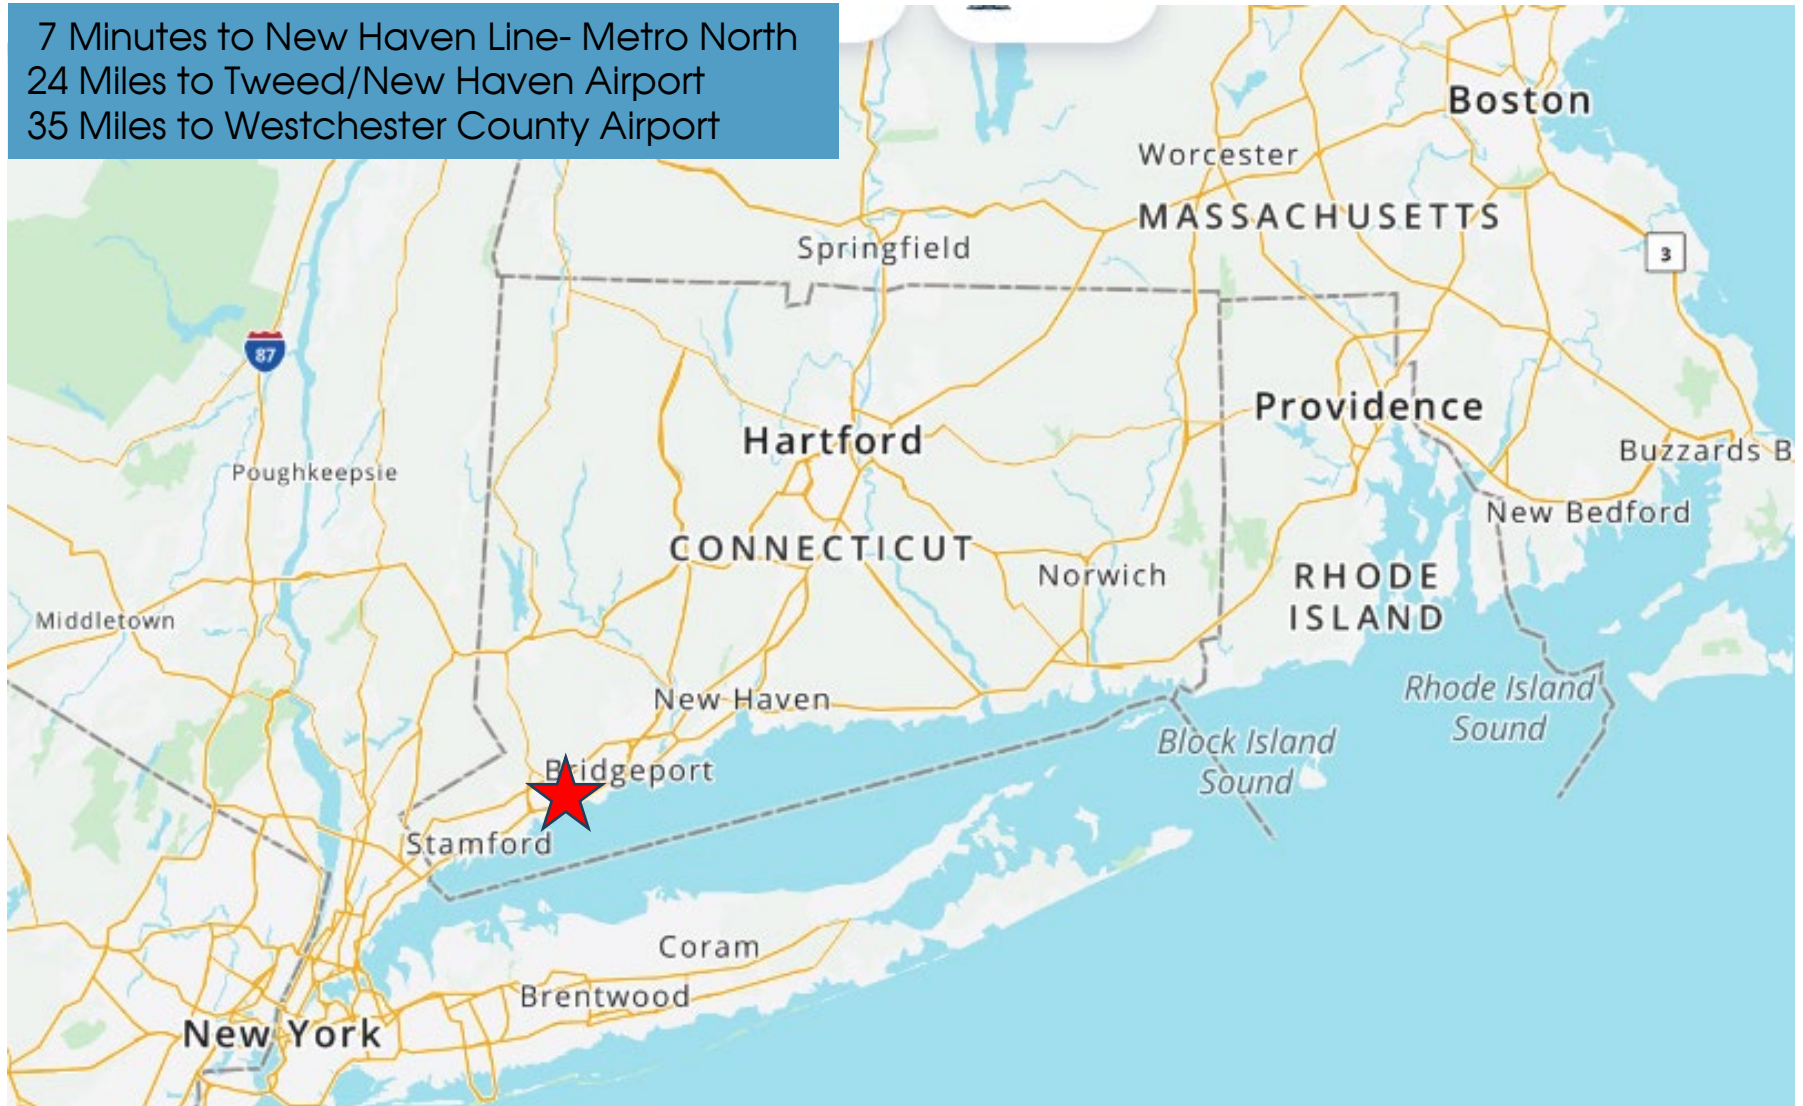 7 Minutes to New Haven Line- Metro North
24 Miles to Tweed/New Haven Airport
35 Miles to Westchester County Airport
Boston
Worcester
MASSACHUSETTS
Springfield
3
87
Providence
Hartford
Buzzards B
Poughkeepsie
New Bedford
CONNECTICUT
Norwich
RHODE
ISLAND
Middletown
New Haven
Rhode Island
Sound
Block Island
Sound
Bridgeport
Stamford
Coram
Brentwood
New York